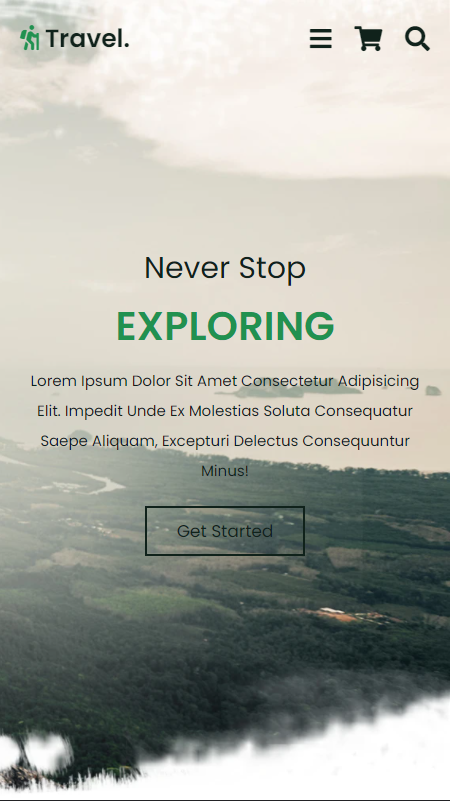 Travel.
Never Stop
EXPLORING
Lorem Ipsum Dolor Sit Amet Consectetur Adipisicing
Elit. Impedit Unde Ex Molestias Soluta Consequatur
Saepe Aliquam, Excepturi Delectus Consequuntur
Minus!
Get Started